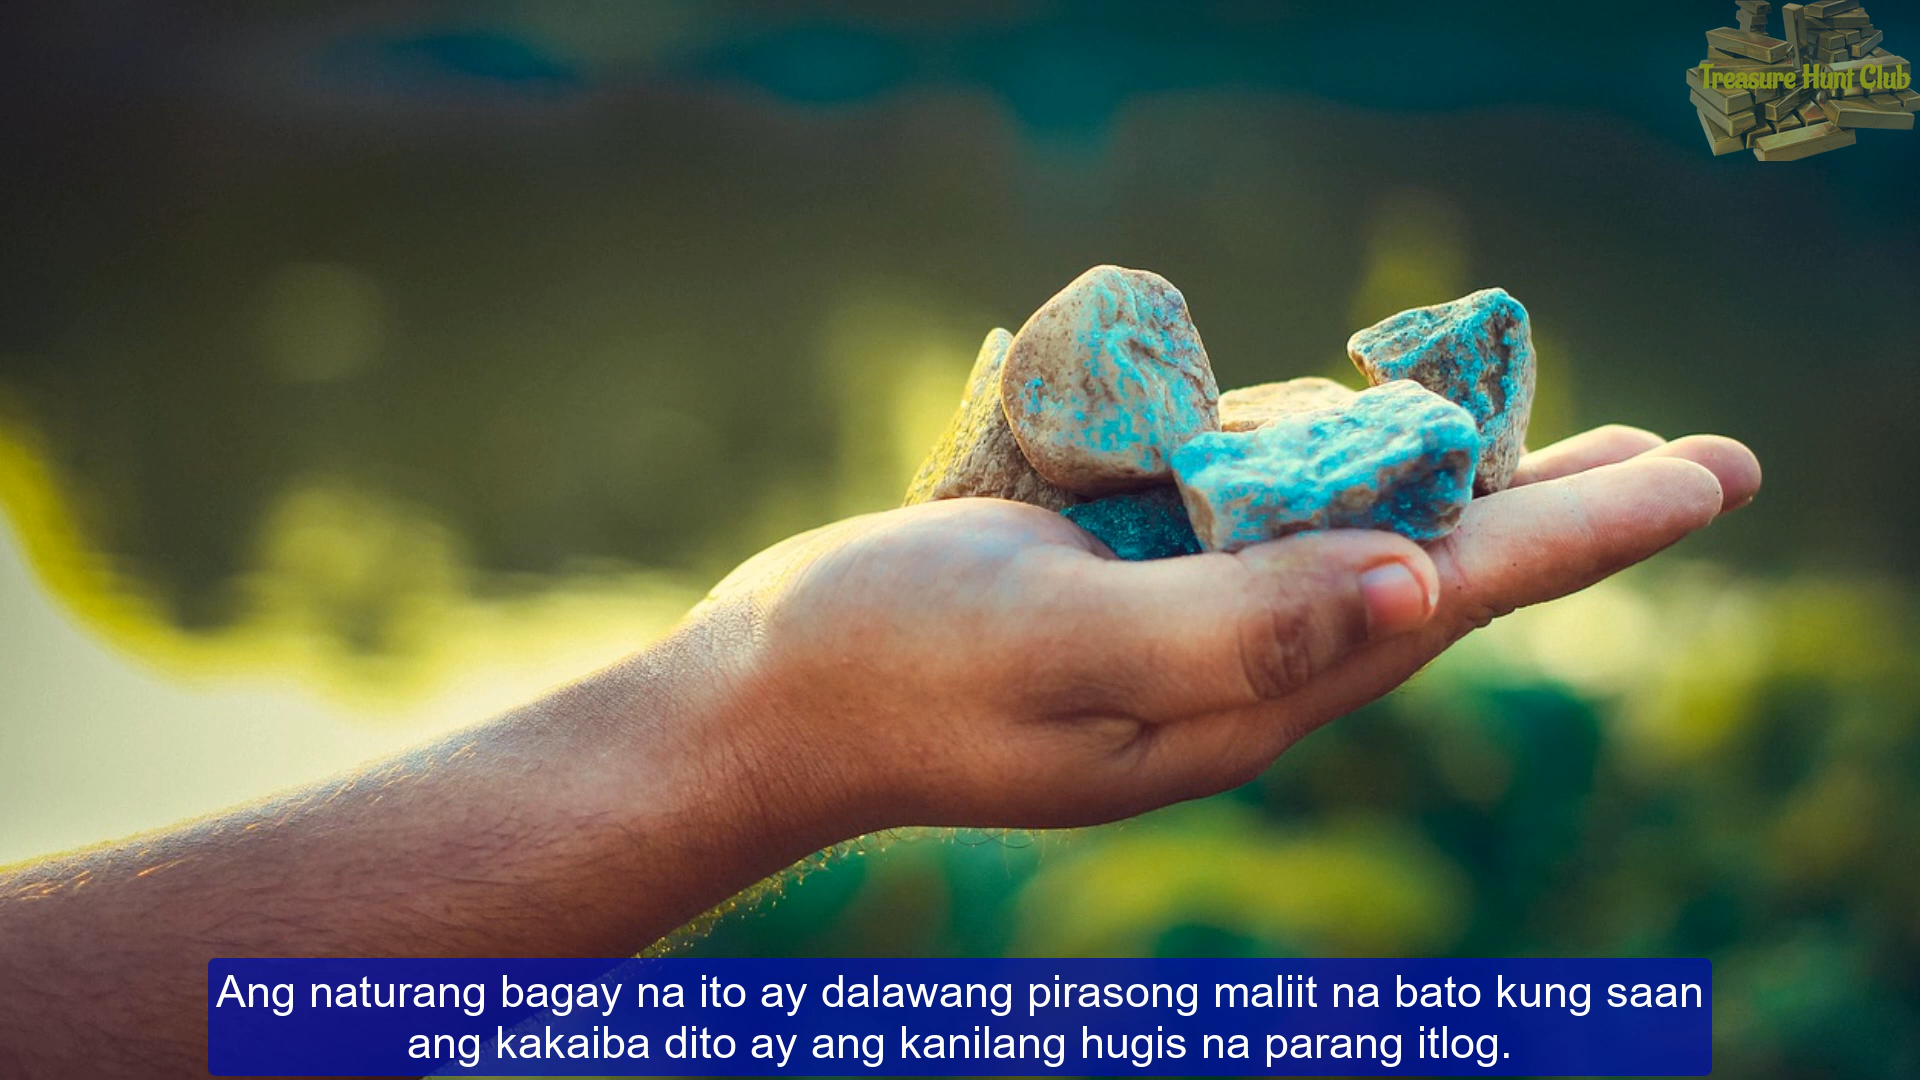 Treasure Hunt Club
Ang naturang bagay na ito ay dalawang pirasong maliit na bato kung saan
ang kakaiba dito ay ang kanilang hugis na parang itlog.